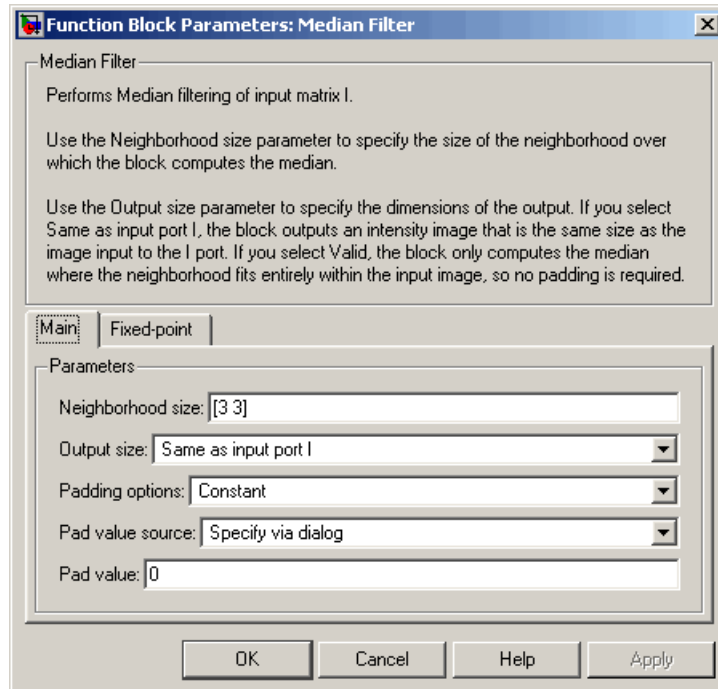 Function Block Parameters: Median Filter
Median Filter
Performs Median filtering of input matrix I.
Use the Neighborhood size parameter to specify the size of the neighborhood over
which the block computes the median.
Use the Output size parameter to specify the dimensions of the output. If you select
Same as input port I, the block outputs an intensity image that is the same size as the
image input to the I port. If you select Valid, the block only computes the median
where the neighborhood fits entirely within the input image, so no padding is required.
Main Fixed-point
Parameters
Neighborhood size: [3 3]
Output size: Same as input port I
Padding options: Constant
Pad value source: Specify via dialog
Pad value: 0
OK Cancel Help Apply